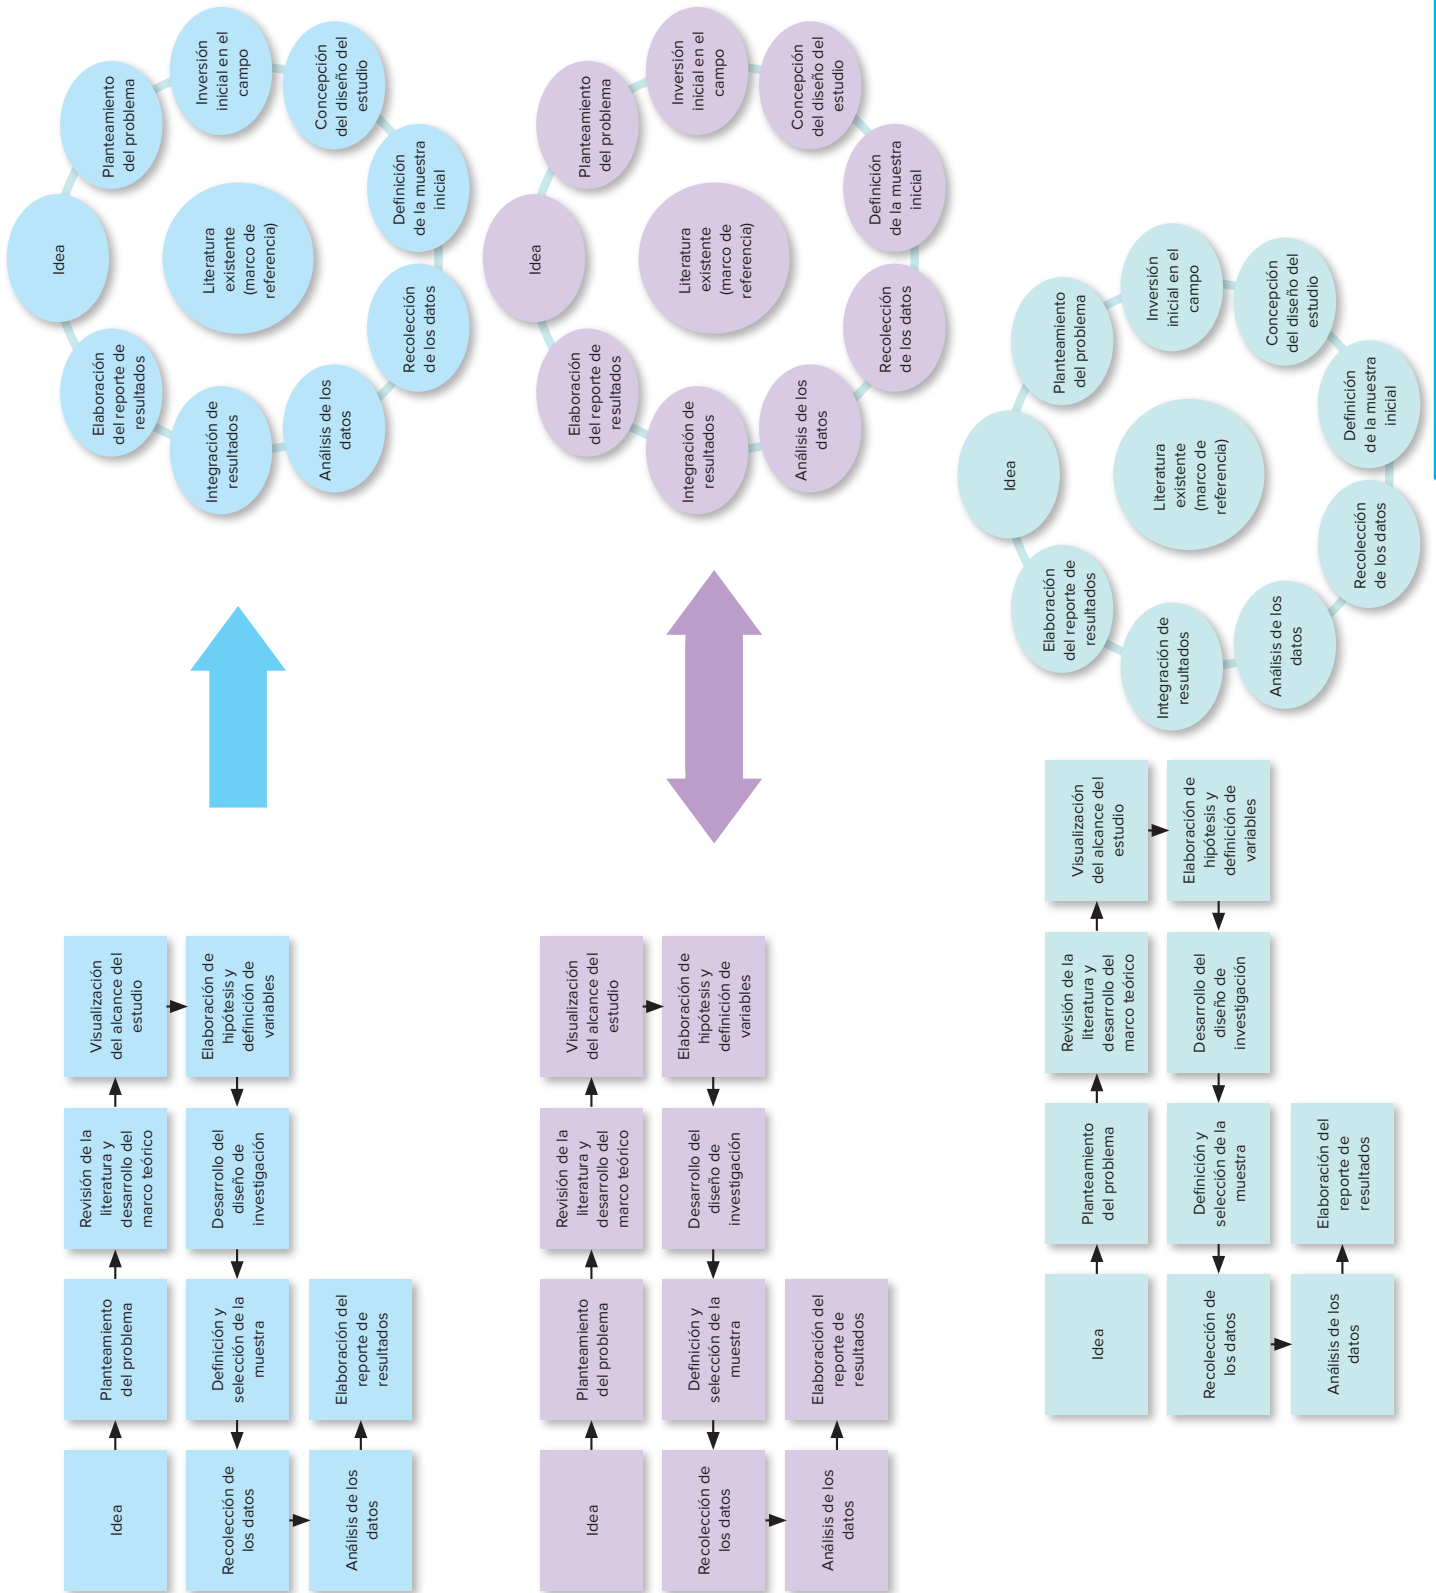 Idea
Planteamiento
del problema
Revisión de la
literatura y
desarrollo del
marco teórico
Visualización
del alcance del
estudio
Elaboración de
hipótesis y
definición de
variables
Desarrollo del
diseño de
investigación
Definición y
selección de la
muestra
Recolección de
los datos
Análisis de los
datos
Elaboración del
reporte de
resultados
Idea
Planteamiento
del problema
Inversión
inicial en el
campo
Concepción
del diseño del
estudio
Definición
de la muestra
inicial
Recolección
de los datos
Análisis de los
datos
Integración de
resultados
Elaboración
del reporte de
resultados
Literatura
existente
(marco de
referencia)
Idea
Planteamiento
del problema
Revisión de la
literatura y
desarrollo del
marco teórico
Visualización
del alcance del
estudio
Elaboración de
hipótesis y
definición de
variables
Desarrollo del
diseño de
investigación
Definición y
selección de la
muestra
Recolección de
los datos
Análisis de los
datos
Elaboración del
reporte de
resultados
Idea
Planteamiento
del problema
Inversión
inicial en el
campo
Concepción
del diseño del
estudio
Definición
de la muestra
inicial
Recolección
de los datos
Análisis de los
datos
Integración de
resultados
Elaboración
del reporte de
resultados
Literatura
existente
(marco de
referencia)
Idea
Planteamiento
del problema
Revisión de la
literatura y
desarrollo del
marco teórico
Visualización
del alcance del
estudio
Elaboración de
hipótesis y
definición de
variables
Desarrollo del
diseño de
investigación
Definición y
selección de la
muestra
Recolección de
los datos
Análisis de los
datos
Elaboración del
reporte de
resultados
Idea
Planteamiento
del problema
Inversión
inicial en el
campo
Concepción
del diseño del
estudio
Definición
de la muestra
inicial
Recolección
de los datos
Análisis de los
datos
Integración de
resultados
Elaboración
del reporte de
resultados
Literatura
existente
(marco de
referencia)